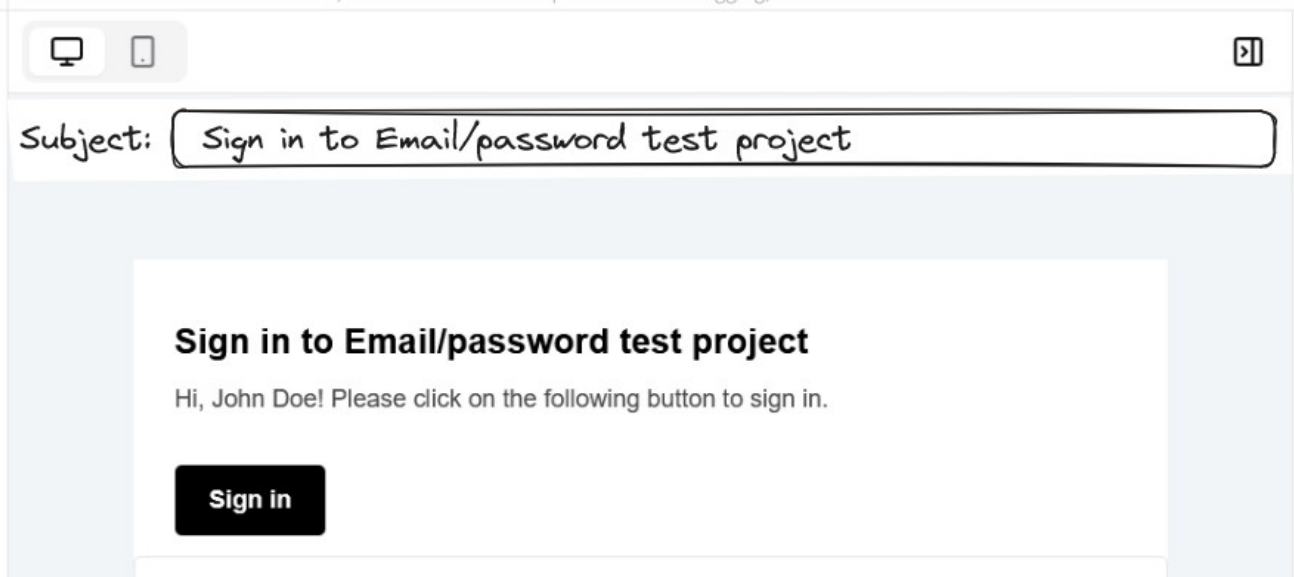 Subject: Sign in to Email/password test project
Sign in to Email/password test project
Hi, John Doe! Please click on the following button to sign in.
Sign in